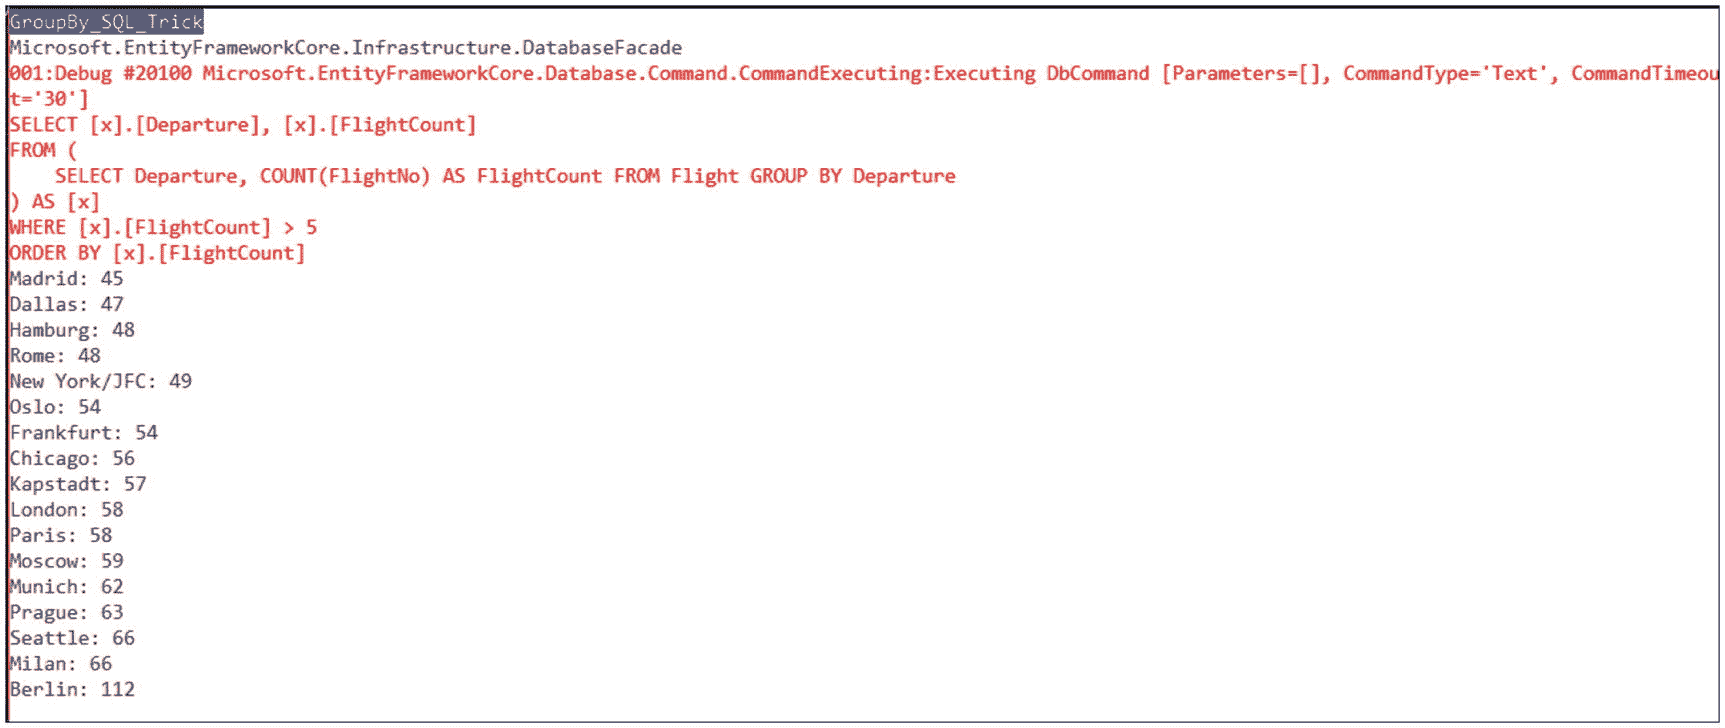 GroupBy_SQL_Trick
Microsoft.EntityFrameworkCore.Infrastructure.DatabaseFacade
001:Debug #20100 Microsoft.EntityFrameworkCore.Database.Command.CommandExecuting:Executing DbCommand [Parameters=[], CommandType='Text', CommandTimeou
t='30']
SELECT [x].[Departure], [x].[FlightCount]
FROM (
    SELECT Departure, COUNT(FlightNo) AS FlightCount FROM Flight GROUP BY Departure
) AS [x]
WHERE [x].[FlightCount] > 5
ORDER BY [x].[FlightCount]
Madrid: 45
Dallas: 47
Hamburg: 48
Rome: 48
New York/JFC: 49
Oslo: 54
Frankfurt: 54
Chicago: 56
Kapstadt: 57
London: 58
Paris: 58
Moscow: 59
Munich: 62
Prague: 63
Seattle: 66
Milan: 66
Berlin: 112